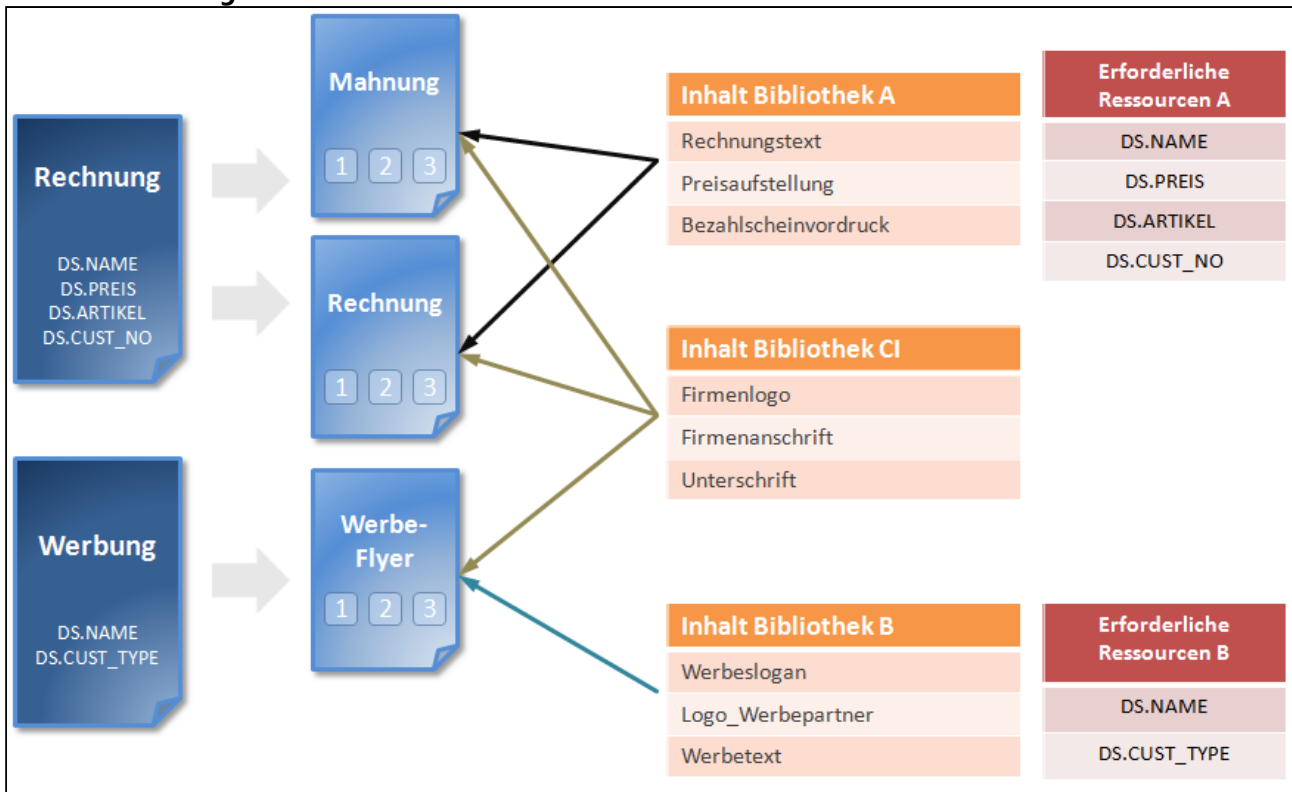 Rechnung
DS.NAME
DS.PREIS
DS.ARTIKEL
DS.CUST_NO
Werbung
DS.NAME
DS.CUST_TYPE
Mahnung
1 2 3
Rechnung
1 2 3
Werbe-
Flyer
1 2 3
Inhalt Bibliothek A
Rechnungstext
Preisaufstellung
Bezahlscheinvordruck
Erforderliche
Ressourcen A
DS.NAME
DS.PREIS
DS.ARTIKEL
DS.CUST_NO
Inhalt Bibliothek CI
Firmenlogo
Firmenanschrift
Unterschrift
Inhalt Bibliothek B
Werbeslogan
Logo_Werbepartner
Werbetext
Erforderliche
Ressourcen B
DS.NAME
DS.CUST_TYPE